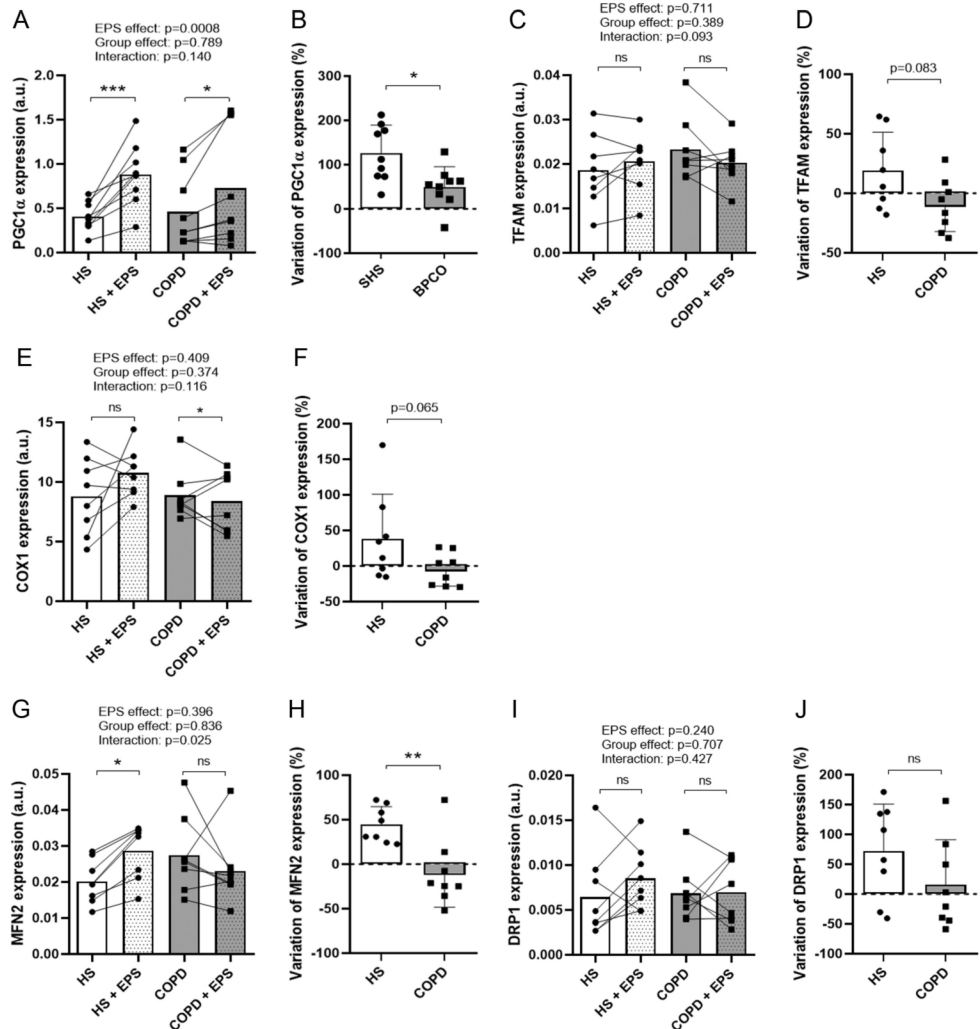 A
EPS effect: p=0.0008
Group effect: p=0.789
Interaction: p=0.140
PGC1α expression (a.u.)
2.0
1.5
1.0
0.5
0.0
***
*
HS
HS + EPS
COPD
COPD + EPS
B
Variation of PGC1α expression (%)
300
200
100
0
-100
*
SHS
BPCO
C
EPS effect: p=0.711
Group effect: p=0.389
Interaction: p=0.093
TFAM expression (a.u.)
0.04
0.03
0.02
0.01
0.00
ns
ns
HS
HS + EPS
COPD
COPD + EPS
D
Variation of TFAM expression (%)
100
50
0
-50
p=0.083
HS
COPD
E
EPS effect: p=0.409
Group effect: p=0.374
Interaction: p=0.116
COX1 expression (a.u.)
15
10
5
0
ns
*
HS
HS + EPS
COPD
COPD + EPS
F
Variation of COX1 expression (%)
200
150
100
50
0
-50
p=0.065
HS
COPD
G
EPS effect: p=0.396
Group effect: p=0.836
Interaction: p=0.025
MFN2 expression (a.u.)
0.05
0.04
0.03
0.02
0.01
0.00
*
ns
HS
HS + EPS
COPD
COPD + EPS
H
Variation of MFN2 expression (%)
100
50
0
-50
-100
**
HS
COPD
I
EPS effect: p=0.240
Group effect: p=0.707
Interaction: p=0.427
DRP1 expression (a.u.)
0.020
0.015
0.010
0.005
0.000
ns
ns
HS
HS + EPS
COPD
COPD + EPS
J
Variation of DRP1 expression (%)
200
150
100
50
0
-50
-100
ns
HS
COPD